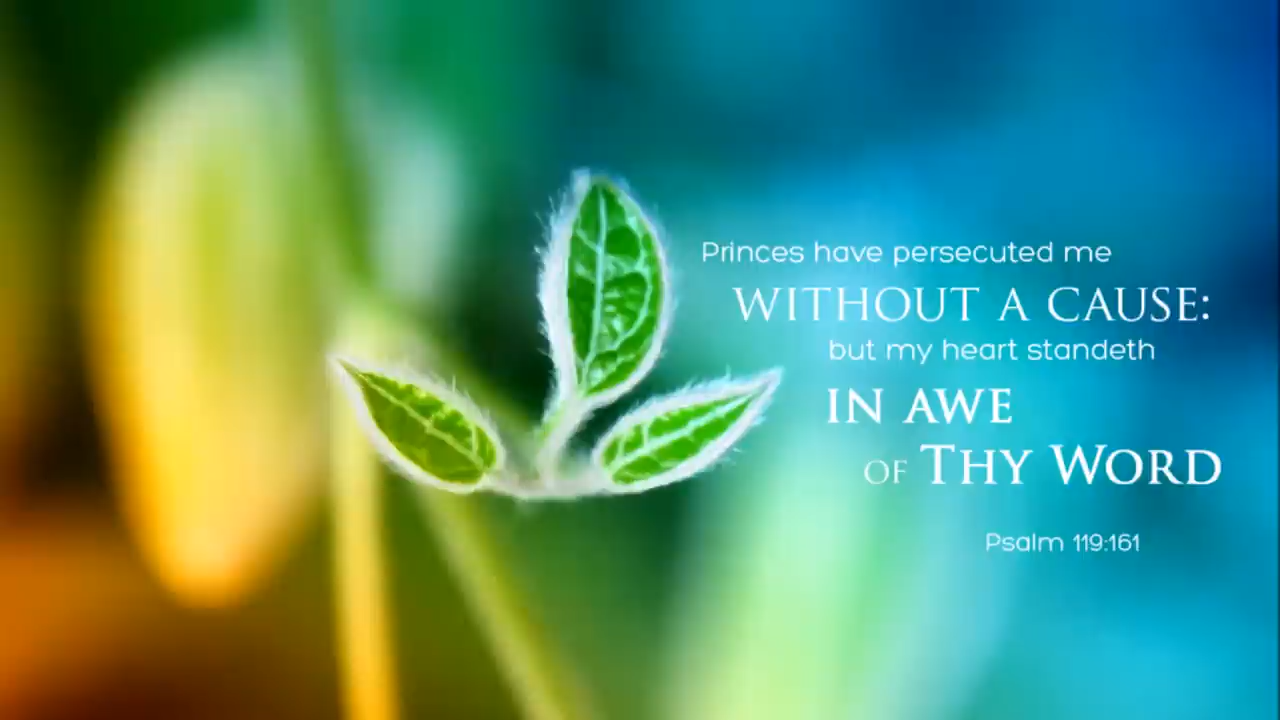 Princes have persecuted me
WITHOUT A CAUSE:
but my heart standeth
IN AWE
OF THY WORD
Psalm 119:161